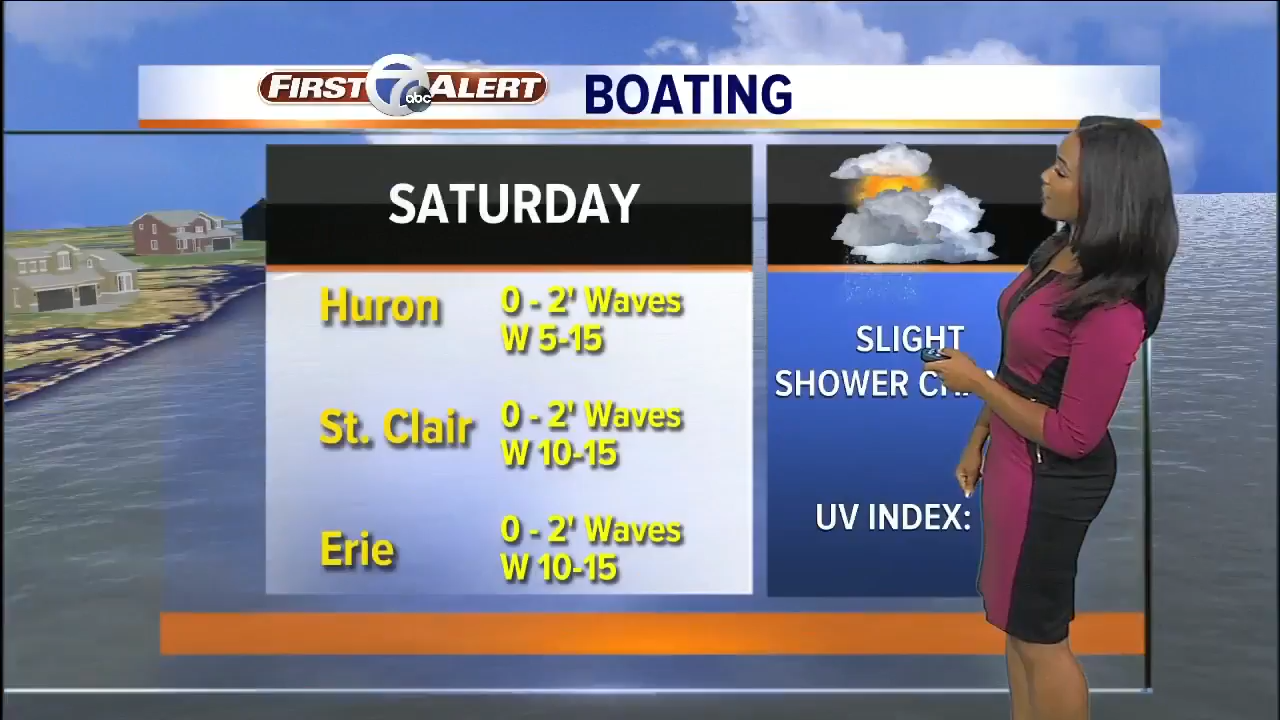 FIRST 7 abc ALERT BOATING
SATURDAY
Huron 0 - 2' Waves
W 5-15
St. Clair 0 - 2' Waves
W 10-15
Erie 0 - 2' Waves
W 10-15
SLIGHT
SHOWER
UV INDEX: